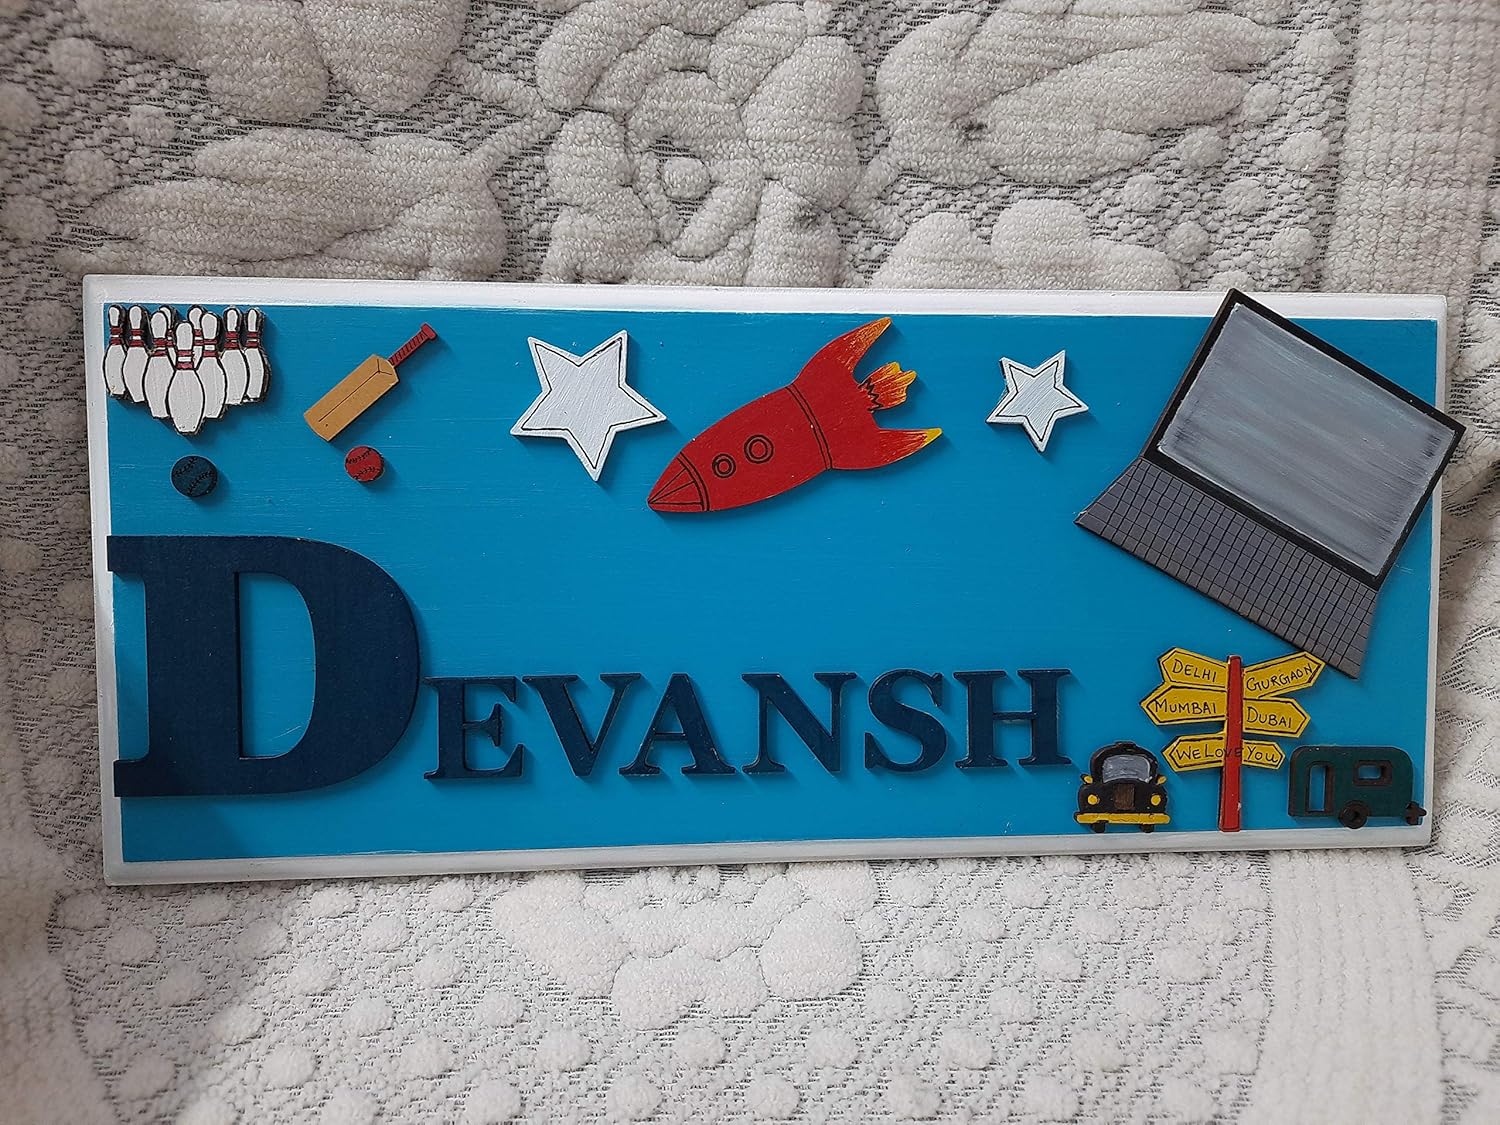 DEVANSH
DELHI
GURGAON
MUMBAI
DUBAI
WE LOVE YOU